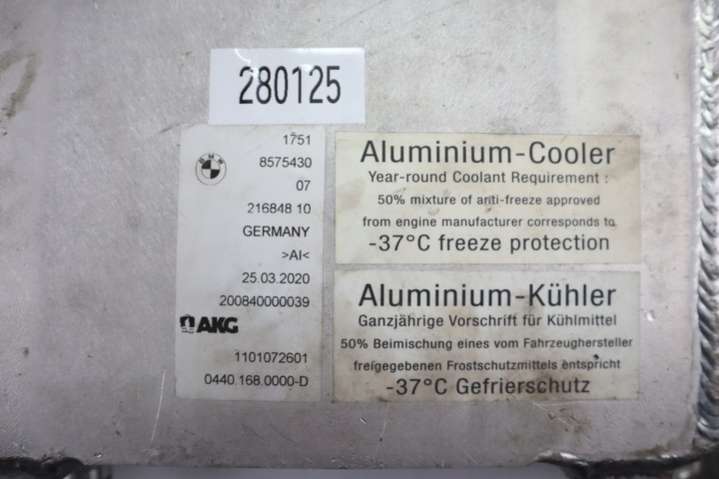 280125
1751
BMW
8575430
07
216848 10
GERMANY
>Al<
25.03.2020
200840000039
AKG
1101072601
0440.168.0000-D
Aluminium-Cooler
Year-round Coolant Requirement :
50% mixture of anti-freeze approved
from engine manufacturer corresponds to
-37°C freeze protection
Aluminium-Kühler
Ganzjährige Vorschrift für Kühlmittel
50% Beimischung eines vom Fahrzeughersteller
freigegebenen Frostschutzmittels entspricht
-37°C Gefrierschutz